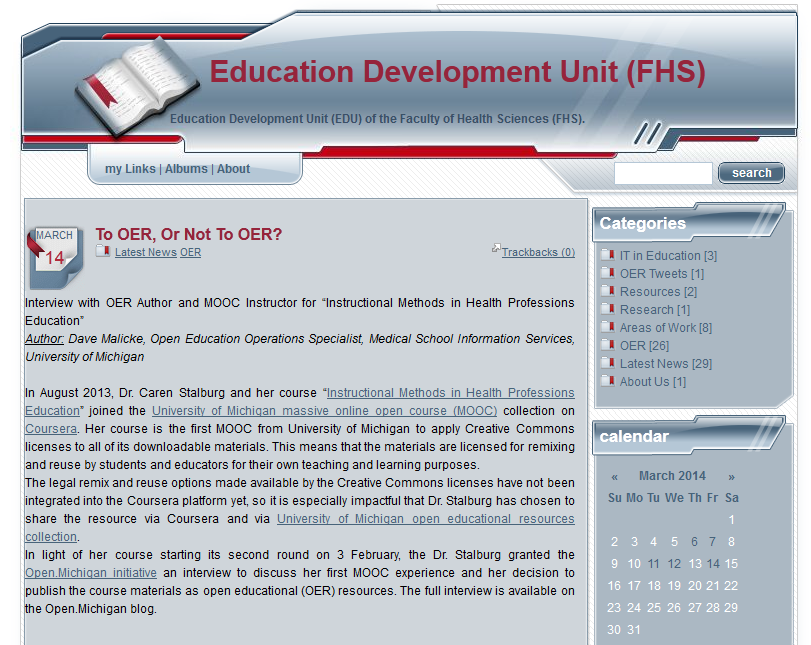 Education Development Unit (FHS)
Education Development Unit (EDU) of the Faculty of Health Sciences (FHS).
my Links | Albums | About
search
MARCH
14
To OER, Or Not To OER?
Latest News OER
Trackbacks (0)
Interview with OER Author and MOOC Instructor for “Instructional Methods in Health Professions
Education”
Author: Dave Malicke, Open Education Operations Specialist, Medical School Information Services,
University of Michigan
In August 2013, Dr. Caren Stalburg and her course “Instructional Methods in Health Professions
Education” joined the University of Michigan massive online open course (MOOC) collection on
Coursera. Her course is the first MOOC from University of Michigan to apply Creative Commons
licenses to all of its downloadable materials. This means that the materials are licensed for remixing
and reuse by students and educators for their own teaching and learning purposes.
The legal remix and reuse options made available by the Creative Commons licenses have not been
integrated into the Coursera platform yet, so it is especially impactful that Dr. Stalburg has chosen to
share the resource via Coursera and via University of Michigan open educational resources
collection.
In light of her course starting its second round on 3 February, the Dr. Stalburg granted the
Open.Michigan initiative an interview to discuss her first MOOC experience and her decision to
publish the course materials as open educational (OER) resources. The full interview is available on
the Open.Michigan blog.
Categories
IT in Education [3]
OER Tweets [1]
Resources [2]
Research [1]
Areas of Work [8]
OER [26]
Latest News [29]
About Us [1]
calendar
« March 2014 »
Su Mo Tu We Th Fr Sa
1
2 3 4 5 6 7 8
9 10 11 12 13 14 15
16 17 18 19 20 21 22
23 24 25 26 27 28 29
30 31